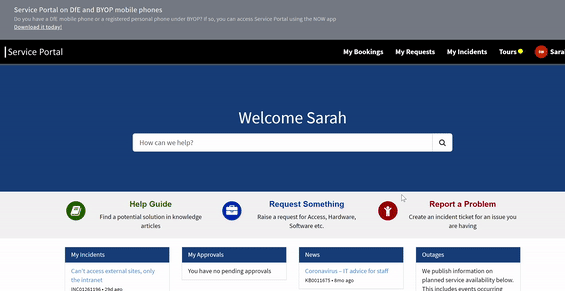 Service Portal on DfE and BYOP mobile phones
Do you have a DfE mobile phone or a registered personal phone under BYOP? If so, you can access Service Portal using the NOW app
Download it today!
Service Portal
My Bookings My Requests My Incidents Tours Sara
Welcome Sarah
How can we help?
Help Guide Request Something Report a Problem
Find a potential solution in knowledge Raise a request for Access, Hardware, Create an incident ticket for an issue you
articles Software etc. are having
My Incidents My Approvals News Outages
Can't access external sites, only You have no pending approvals Coronavirus – IT advice for staff We publish information on
the intranet KB0011675 • 8mo ago planned service availability below.
INC01261196 • 29d ago This includes events occurring